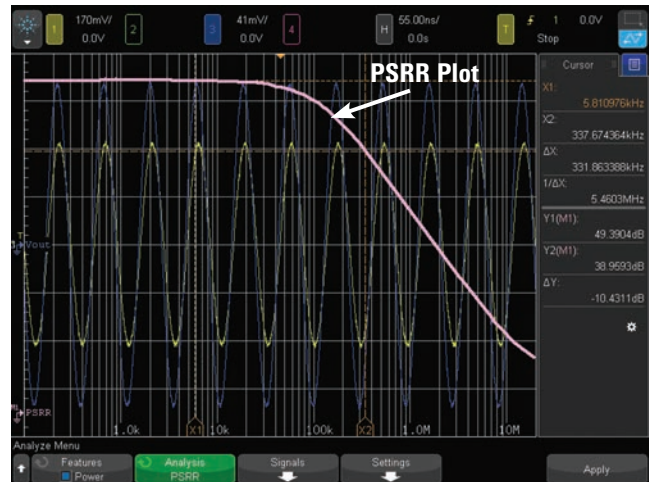 1
170mV/
0.0V
2
3
41mV/
0.0V
4
H
55.00ns/
0.0s
T
1
0.0V
Stop
PSRR Plot
Cursor
X1:
5.810976kHz
X2:
337.674364kHz
ΔX:
331.863388kHz
1/ΔX:
5.4603MHz
Y1(M1):
49.3904dB
Y2(M1):
38.9593dB
ΔY:
-10.4311dB
T
Vout
PSRR
1.0k
X1
10k
100k
X2
1.0M
10M
Analyze Menu
Features
Power
Analysis
PSRR
Signals
Settings
Apply